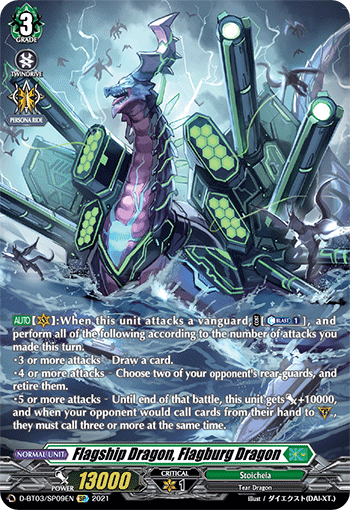 3
GRADE
TWINDRIVE
PERSONA RIDE
AUTO[ ]:When this unit attacks a vanguard, COST[ BLAST 1 ], and
perform all of the following according to the number of attacks you
made this turn.
•3 or more attacks - Draw a card.
•4 or more attacks - Choose two of your opponent's rear-guards, and
retire them.
•5 or more attacks - Until end of that battle, this unit gets +10000,
and when your opponent would call cards from their hand to ,
they must call three or more at the same time.
NORMAL UNIT
Flagship Dragon, Flagburg Dragon
POWER 13000
CRITICAL
1
Stoicheia
Tear Dragon
D-BT03/SP09EN SP 2021
Illust / ダイエクスト(DAI-XT.)